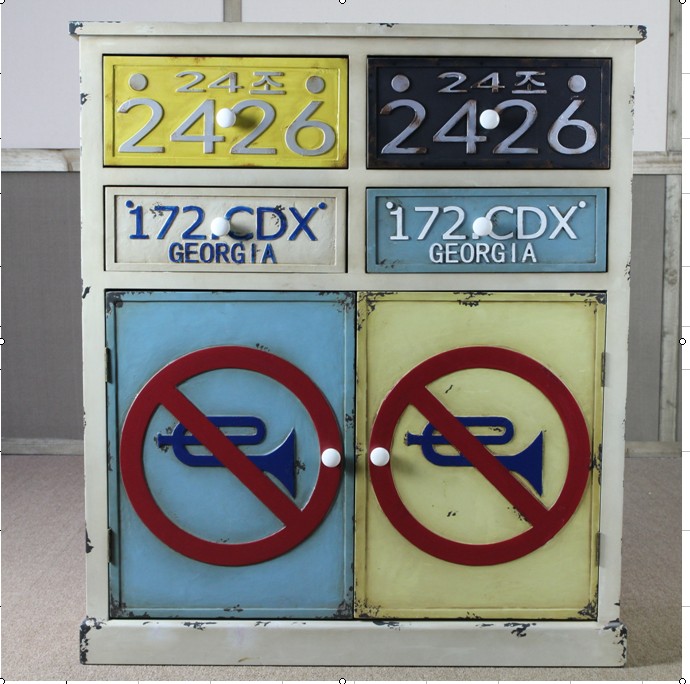 24조
2426
24조
2426
172.CDX
GEORGIA
172.CDX
GEORGIA